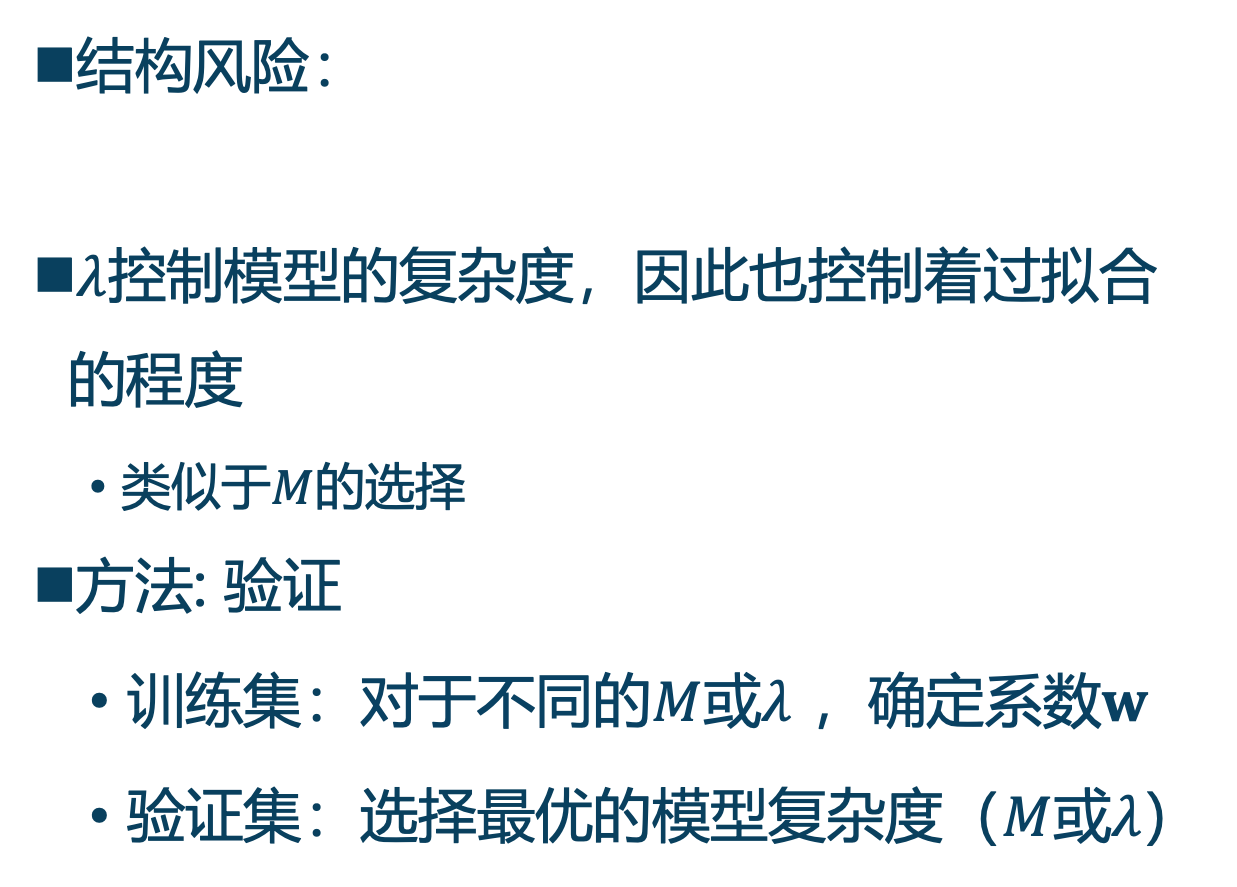 ■结构风险：
■λ控制模型的复杂度，因此也控制着过拟合
的程度
• 类似于M的选择
■方法: 验证
• 训练集：对于不同的M或λ ，确定系数w
• 验证集：选择最优的模型复杂度（M或λ）